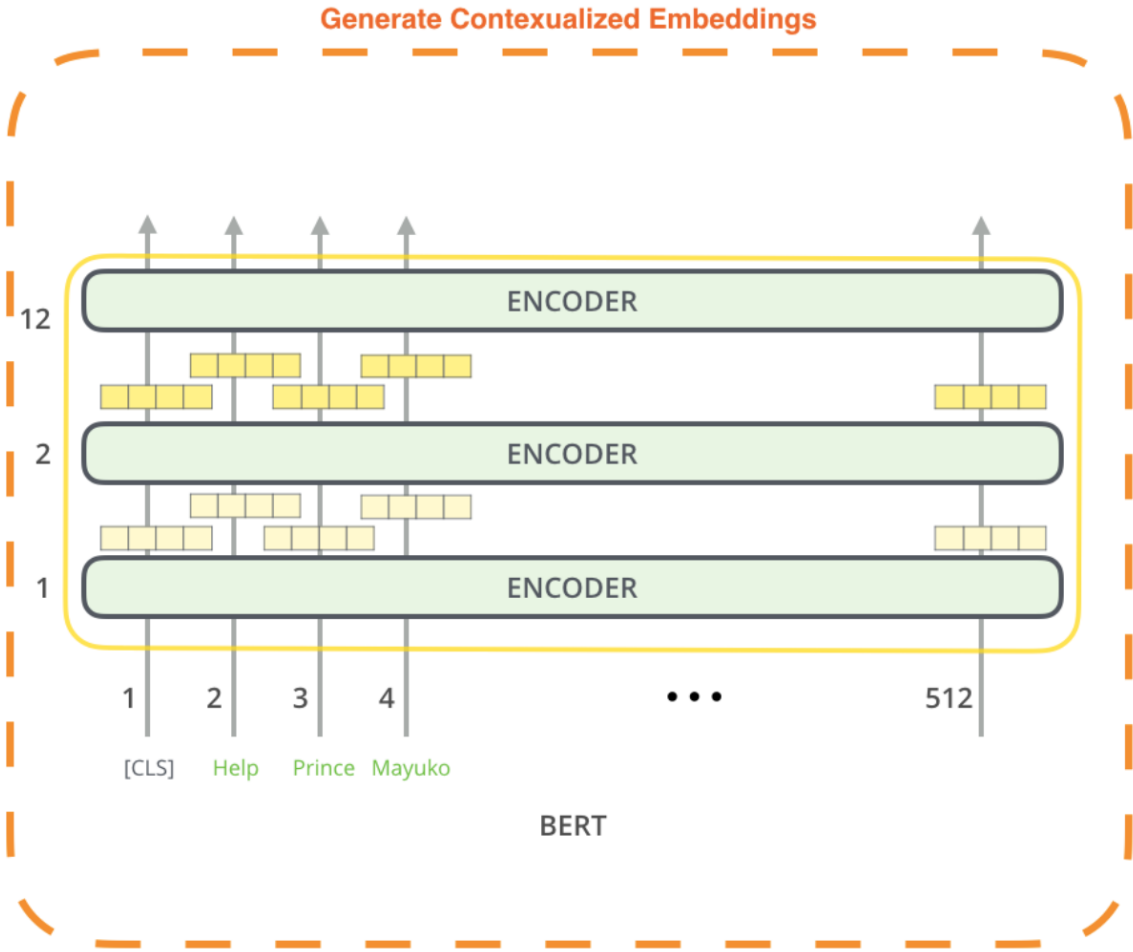 Generate Contexualized Embeddings
12 ENCODER
2 ENCODER
1 ENCODER
1 2 3 4 ••• 512
[CLS] Help Prince Mayuko
BERT